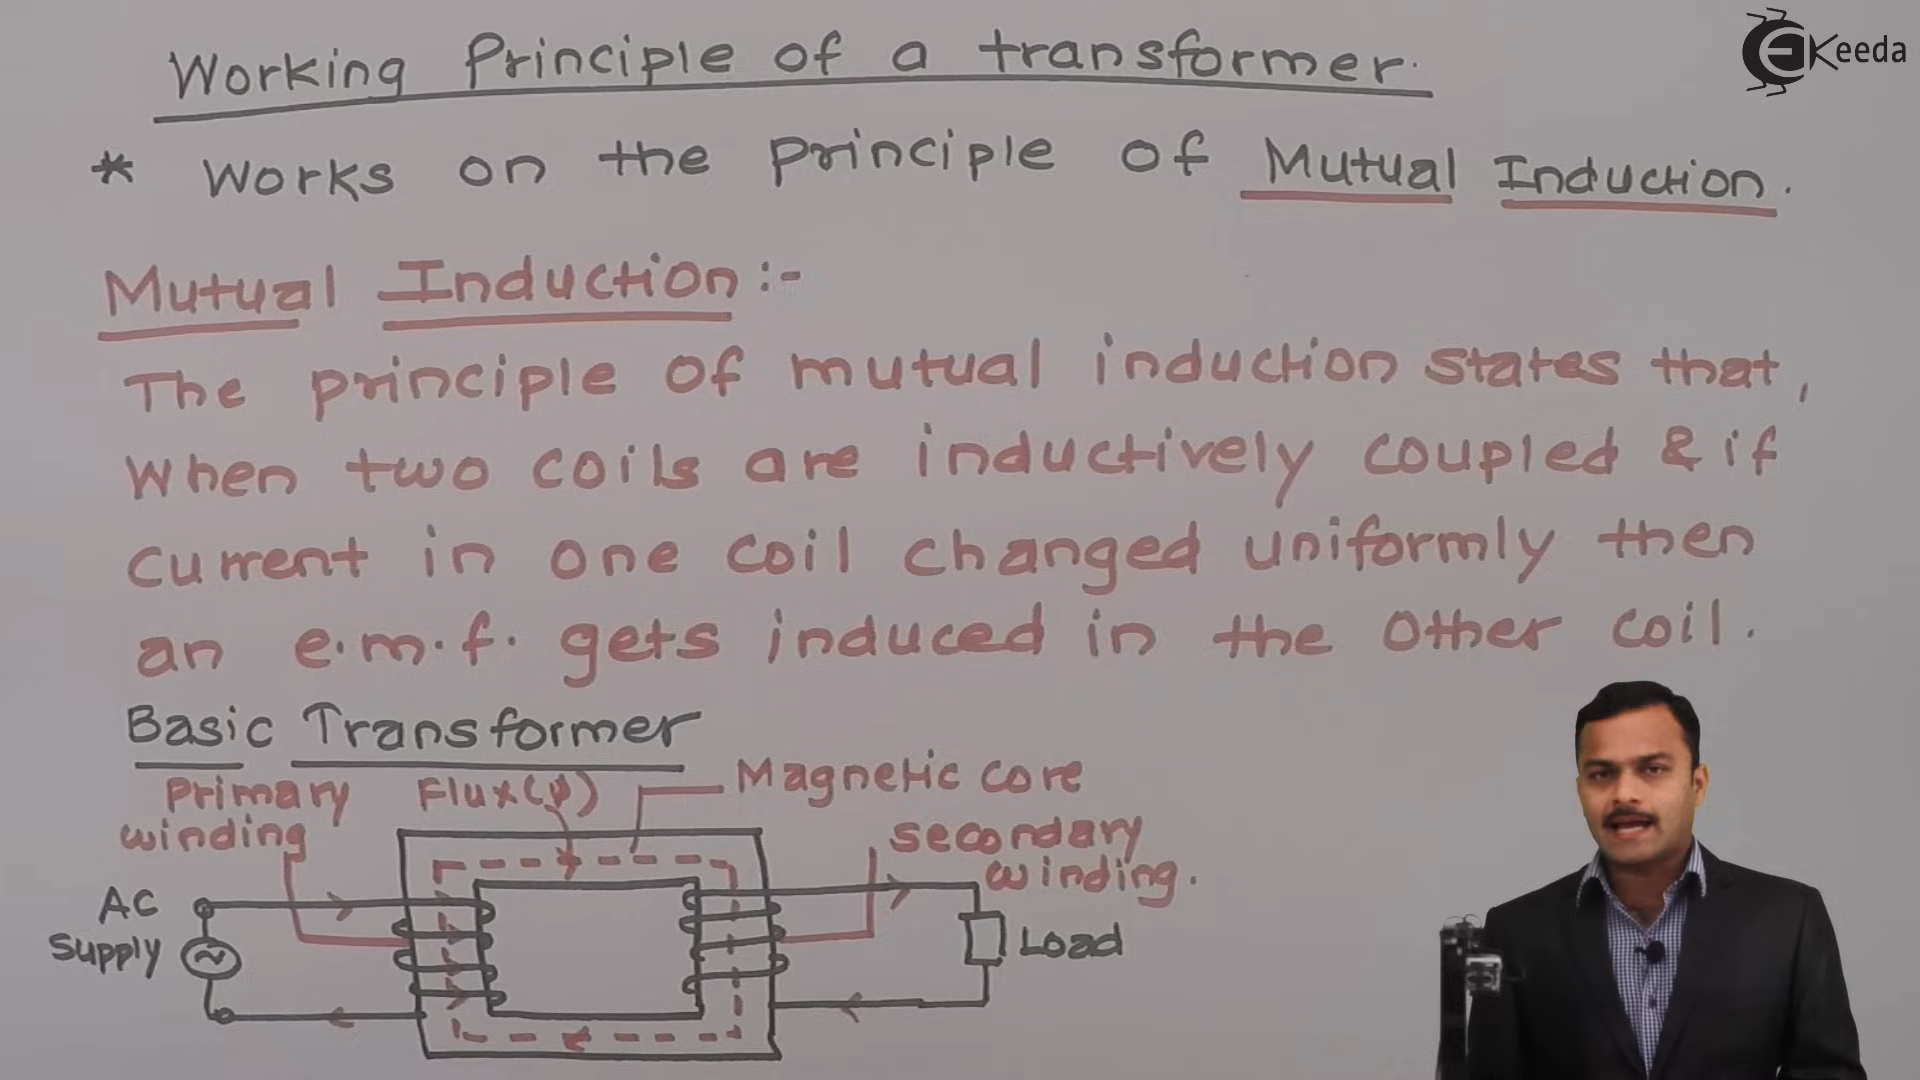 Working Principle of a transformer.
* Works on the principle of Mutual Induction.
Mutual Induction:-
The principle of mutual induction states that,
When two coils are inductively coupled & if
current in one coil changed uniformly then
an e.m.f. gets induced in the other coil.
Basic Transformer
Primary winding
Flux(ψ)
Magnetic core
secondary winding.
AC Supply
Load
EKeeda